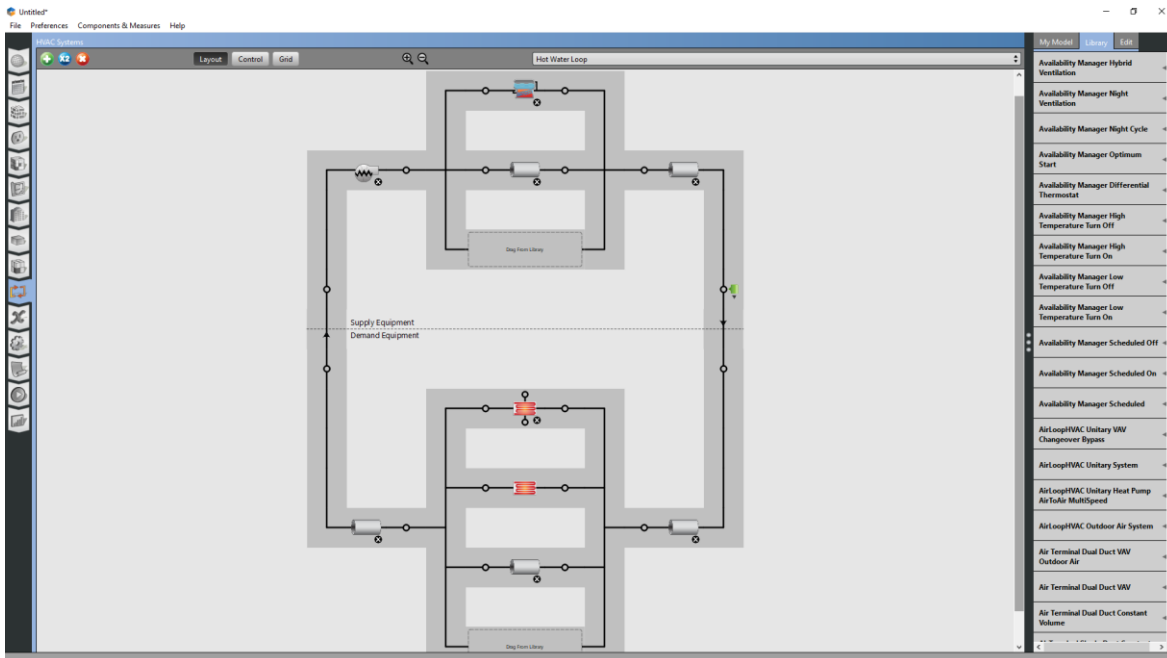 Untitled*
File Preferences Components & Measures Help
HVAC Systems
My Model Library Edit
X2
Layout Control Grid
Hot Water Loop
Drag From Library
Supply Equipment
Demand Equipment
Drag From Library
Availability Manager Hybrid
Ventilation
Availability Manager Night
Ventilation
Availability Manager Night Cycle
Availability Manager Optimum
Start
Availability Manager Differential
Thermostat
Availability Manager High
Temperature Turn Off
Availability Manager High
Temperature Turn On
Availability Manager Low
Temperature Turn Off
Availability Manager Low
Temperature Turn On
Availability Manager Scheduled Off
Availability Manager Scheduled On
Availability Manager Scheduled
AirLoopHVAC Unitary VAV
Changeover Bypass
AirLoopHVAC Unitary System
AirLoopHVAC Unitary Heat Pump
AirToAir MultiSpeed
AirLoopHVAC Outdoor Air System
Air Terminal Dual Duct VAV
Outdoor Air
Air Terminal Dual Duct VAV
Air Terminal Dual Duct Constant
Volume